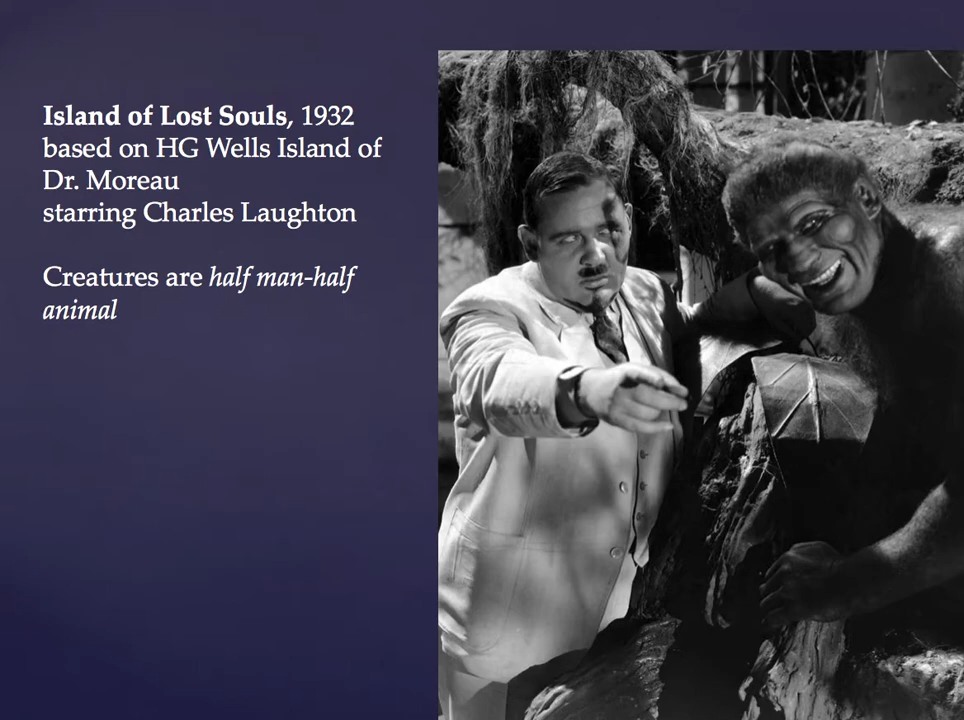 Island of Lost Souls, 1932
based on HG Wells Island of
Dr. Moreau
starring Charles Laughton
Creatures are half man-half
animal